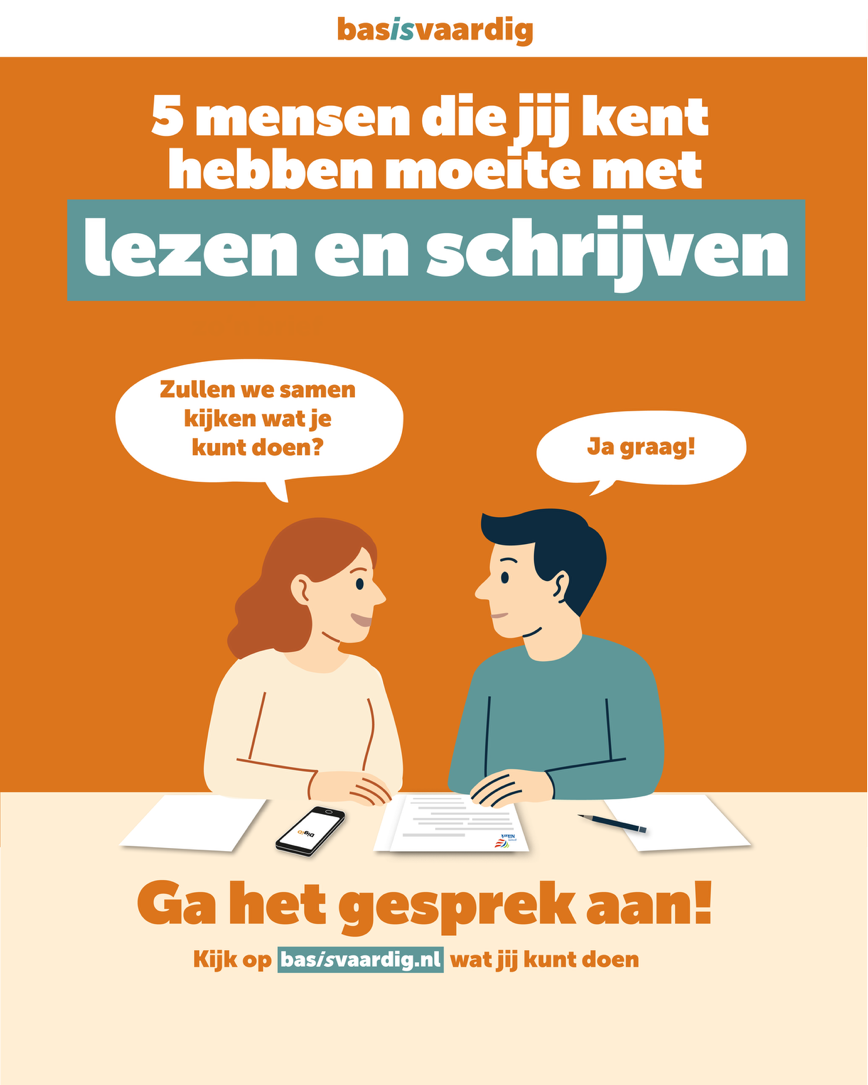 basisvaardig
5 mensen die jij kent
hebben moeite met
lezen en schrijven
Zullen we samen
kijken wat je
kunt doen?
Ja graag!
Ga het gesprek aan!
Kijk op basisvaardig.nl wat jij kunt doen